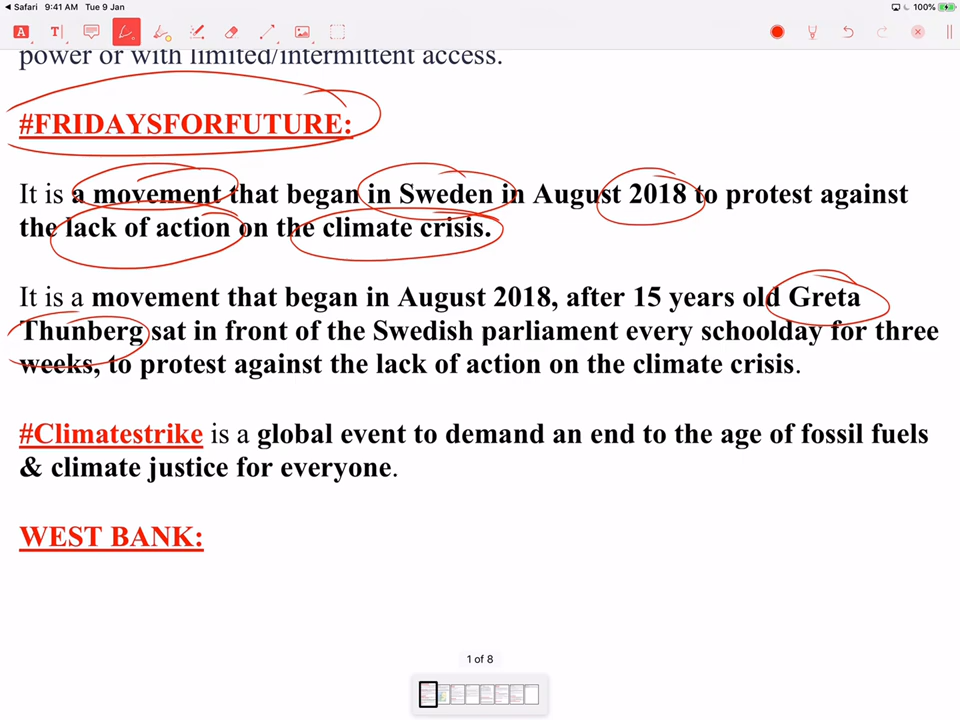 Safari 9:41 AM Tue 9 Jan 100%
A T
power or with limited/intermittent access.
#FRIDAYSFORFUTURE:
It is a movement that began in Sweden in August 2018 to protest against
the lack of action on the climate crisis.
It is a movement that began in August 2018, after 15 years old Greta
Thunberg sat in front of the Swedish parliament every schoolday for three
weeks, to protest against the lack of action on the climate crisis.
#Climatestrike is a global event to demand an end to the age of fossil fuels
& climate justice for everyone.
WEST BANK:
1 of 8